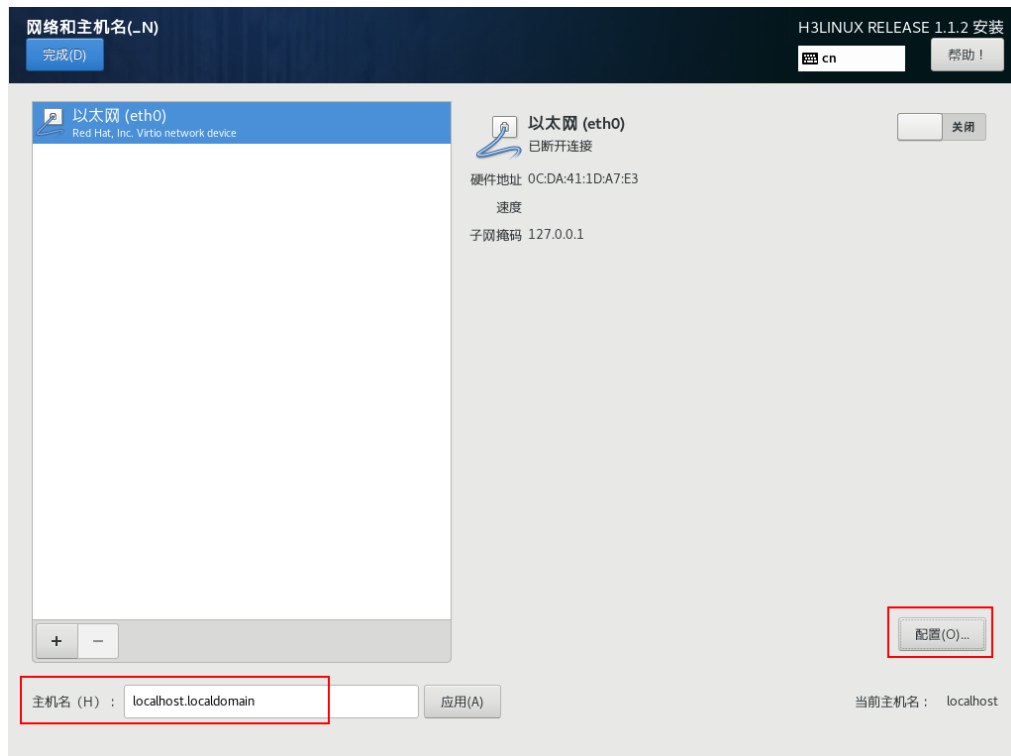 网络和主机名(_N)
H3LINUX RELEASE 1.1.2 安装
完成(D)
cn
帮助！
以太网 (eth0)
Red Hat, Inc. Virtio network device
以太网 (eth0)
已断开连接
关闭
硬件地址 0C:DA:41:1D:A7:E3
速度
子网掩码 127.0.0.1
+ −
配置(O)...
主机名（H）： localhost.localdomain 应用(A) 当前主机名： localhost